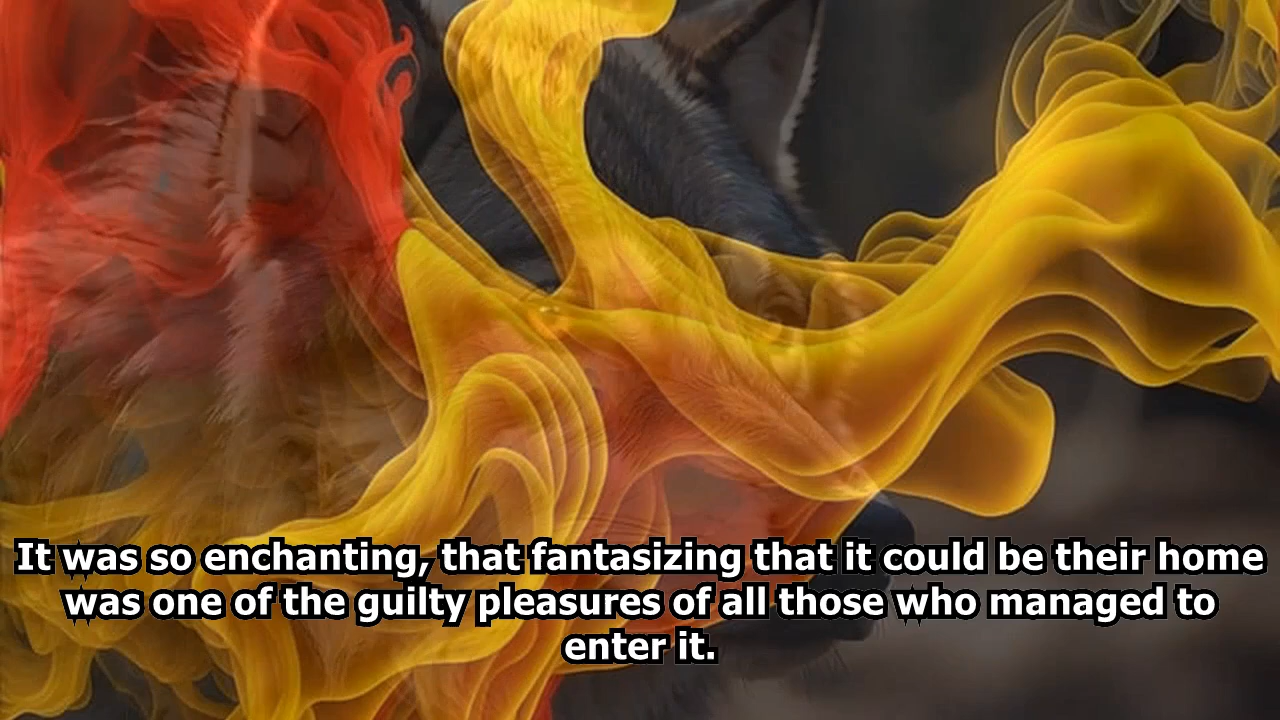 It was so enchanting, that fantasizing that it could be their home
was one of the guilty pleasures of all those who managed to
enter it.